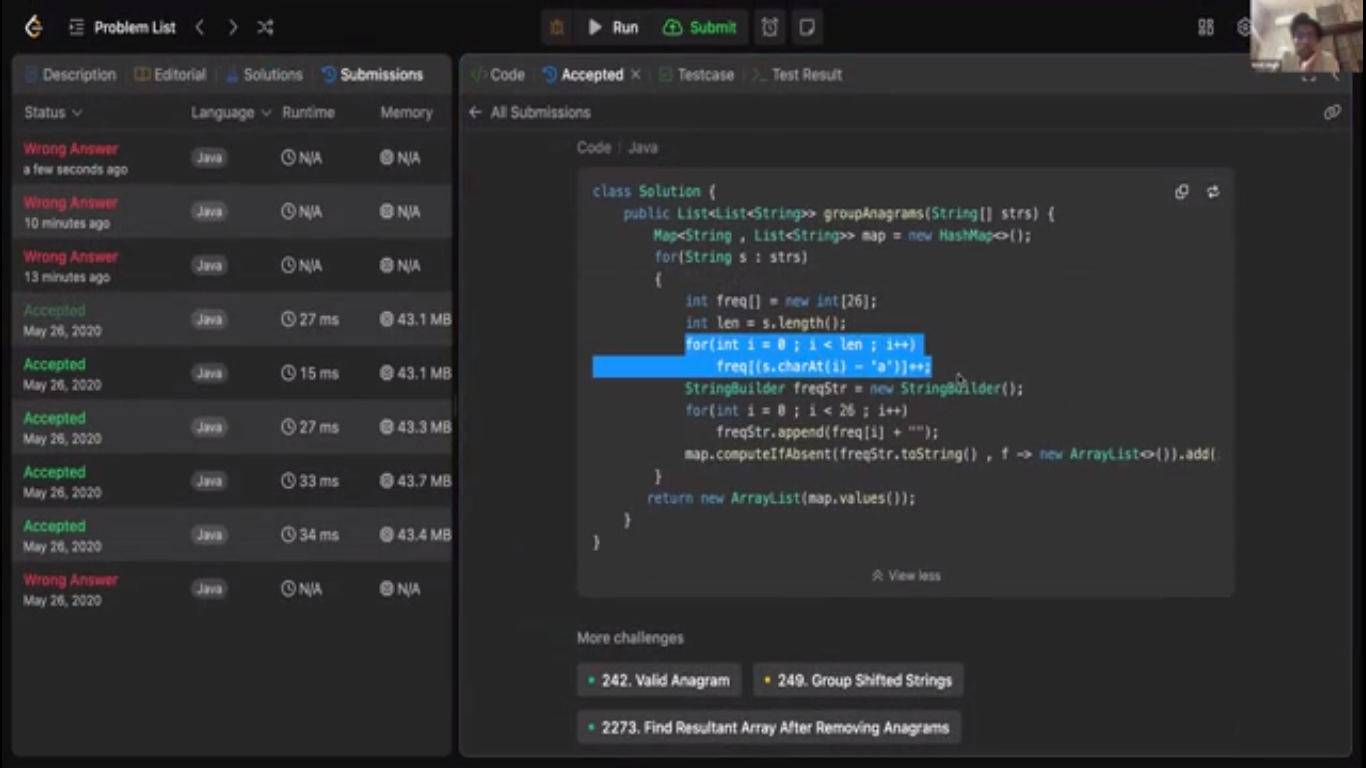 Problem List
Run
Submit
Description
Editorial
Solutions
Submissions
Status
Language
Runtime
Memory
Wrong Answer
a few seconds ago
Java
N/A
N/A
Wrong Answer
10 minutes ago
Java
N/A
N/A
Wrong Answer
13 minutes ago
Java
N/A
N/A
Accepted
May 26, 2020
Java
27 ms
43.1 MB
Accepted
May 26, 2020
Java
15 ms
43.1 MB
Accepted
May 26, 2020
Java
27 ms
43.3 MB
Accepted
May 26, 2020
Java
33 ms
43.7 MB
Accepted
May 26, 2020
Java
34 ms
43.4 MB
Wrong Answer
May 26, 2020
Java
N/A
N/A
Code
Accepted
Testcase
Test Result
All Submissions
Code | Java
class Solution {
public List<List<String>> groupAnagrams(String[] strs) {
Map<String , List<String>> map = new HashMap<>();
for(String s : strs)
{
int freq[] = new int[26];
int len = s.length();
for(int i = 0 ; i < len ; i++)
freq[(s.charAt(i) - 'a')]++;
StringBuilder freqStr = new StringBuilder();
for(int i = 0 ; i < 26 ; i++)
freqStr.append(freq[i] + "");
map.computeIfAbsent(freqStr.toString() , f -> new ArrayList<>()).add(
}
return new ArrayList(map.values());
}
}
View less
More challenges
242. Valid Anagram
249. Group Shifted Strings
2273. Find Resultant Array After Removing Anagrams